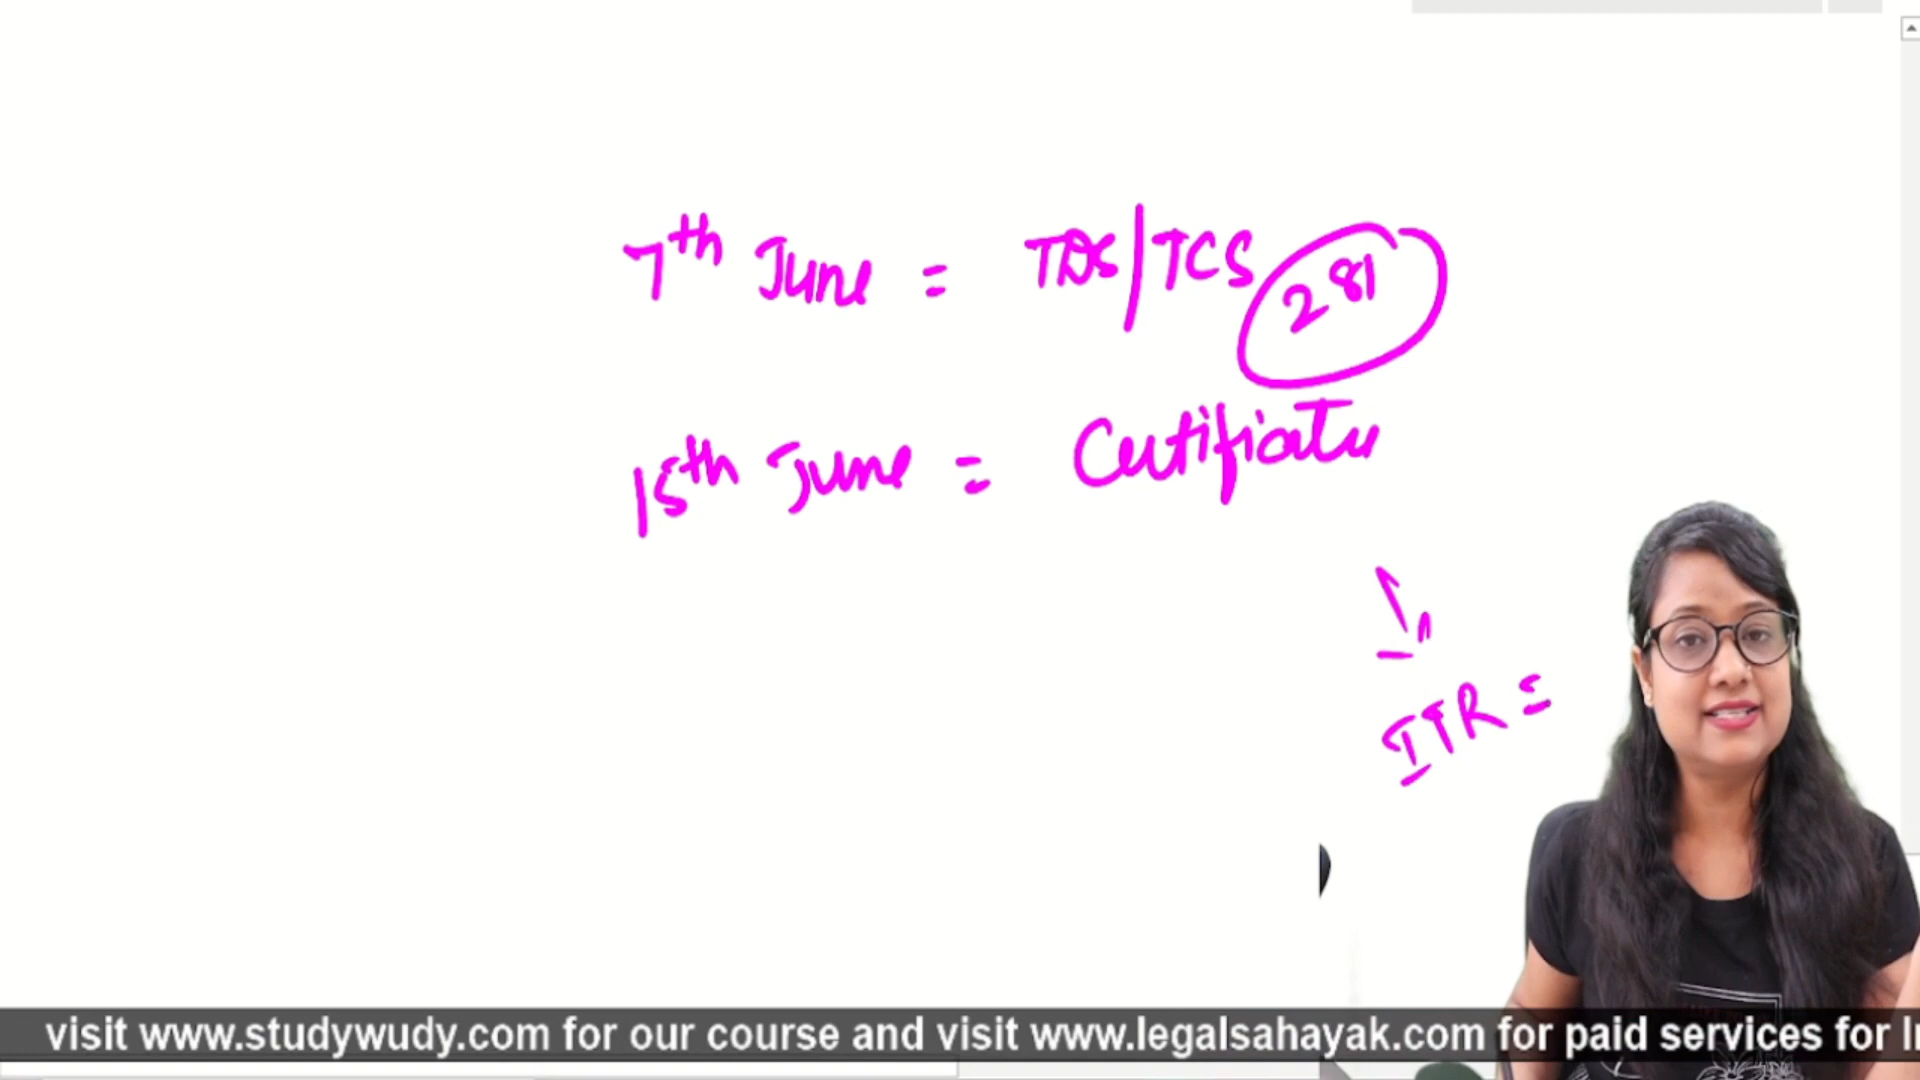 7th June = TDS/TCS 281
15th June = Certificate
ITR =
visit www.studywudy.com for our course and visit www.legalsahayak.com for paid services for I